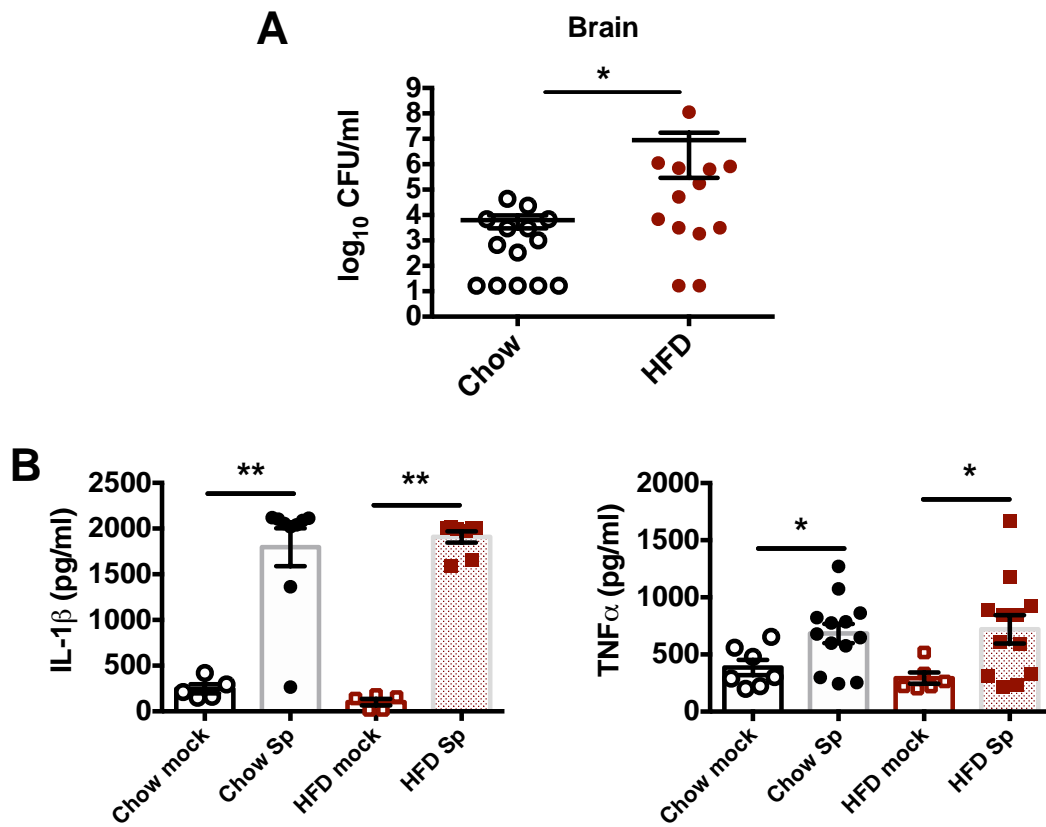 A
Brain
*
log10 CFU/ml
9
8
7
6
5
4
3
2
1
0
Chow
HFD
B
IL-1β (pg/ml)
2500
2000
1500
1000
500
0
**
**
Chow mock
Chow Sp
HFD mock
HFD Sp
TNFα (pg/ml)
2000
1500
1000
500
0
*
*
Chow mock
Chow Sp
HFD mock
HFD Sp